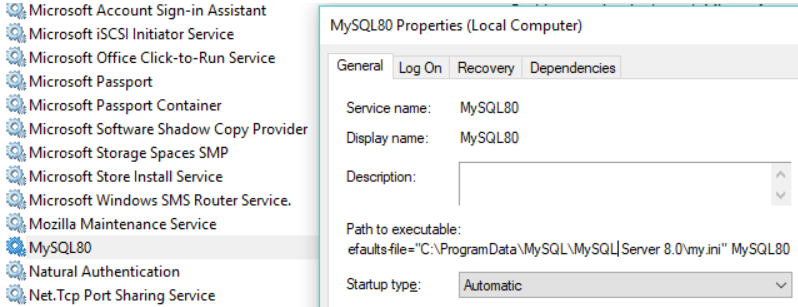 Microsoft Account Sign-in Assistant
Microsoft iSCSI Initiator Service
Microsoft Office Click-to-Run Service
Microsoft Passport
Microsoft Passport Container
Microsoft Software Shadow Copy Provider
Microsoft Storage Spaces SMP
Microsoft Store Install Service
Microsoft Windows SMS Router Service.
Mozilla Maintenance Service
MySQL80
Natural Authentication
Net.Tcp Port Sharing Service
MySQL80 Properties (Local Computer)
General Log On Recovery Dependencies
Service name: MySQL80
Display name: MySQL80
Description:
Path to executable:
efaults-file="C:\ProgramData\MySQL\MySQL Server 8.0\my.ini" MySQL80
Startup type: Automatic